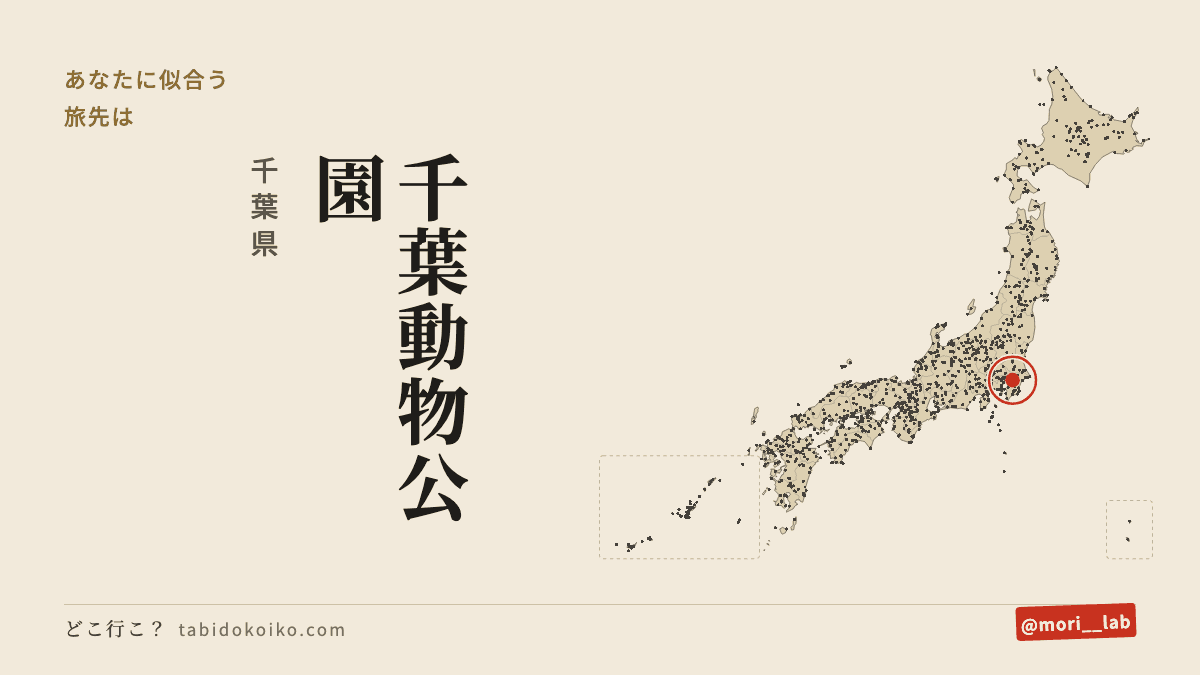 あなたに似合う
旅先は
千葉動物公
園
千葉県
どこ行こ？ tabidokoiko.com
@mori__lab